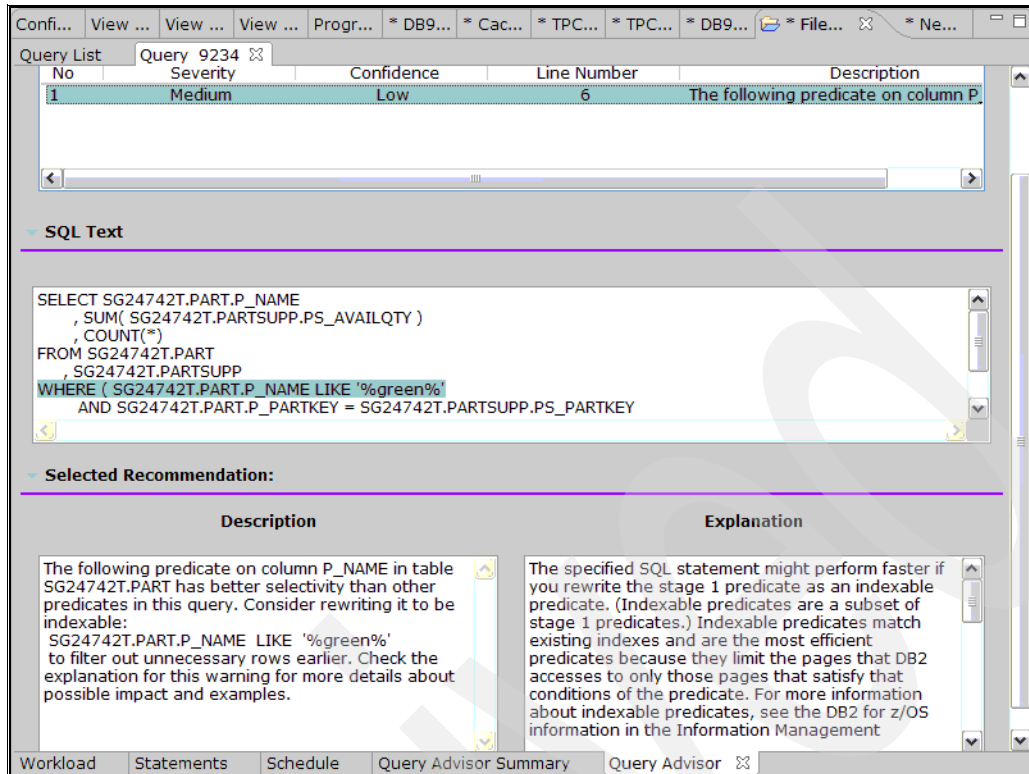 Confi... View ... View ... View ... Progr... * DB9... * Cac... * TPC... * TPC... * DB9... * File... * Ne...
Query List Query 9234
No Severity Confidence Line Number Description
1 Medium Low 6 The following predicate on column P_
SQL Text
SELECT SG24742T.PART.P_NAME
, SUM( SG24742T.PARTSUPP.PS_AVAILQTY )
, COUNT(*)
FROM SG24742T.PART
, SG24742T.PARTSUPP
WHERE ( SG24742T.PART.P_NAME LIKE '%green%'
AND SG24742T.PART.P_PARTKEY = SG24742T.PARTSUPP.PS_PARTKEY
Selected Recommendation:
Description
The following predicate on column P_NAME in table
SG24742T.PART has better selectivity than other
predicates in this query. Consider rewriting it to be
indexable:
SG24742T.PART.P_NAME LIKE '%green%'
to filter out unnecessary rows earlier. Check the
explanation for this warning for more details about
possible impact and examples.
Explanation
The specified SQL statement might perform faster if
you rewrite the stage 1 predicate as an indexable
predicate. (Indexable predicates are a subset of
stage 1 predicates.) Indexable predicates match
existing indexes and are the most efficient
predicates because they limit the pages that DB2
accesses to only those pages that satisfy that
conditions of the predicate. For more information
about indexable predicates, see the DB2 for z/OS
information in the Information Management
Workload Statements Schedule Query Advisor Summary Query Advisor